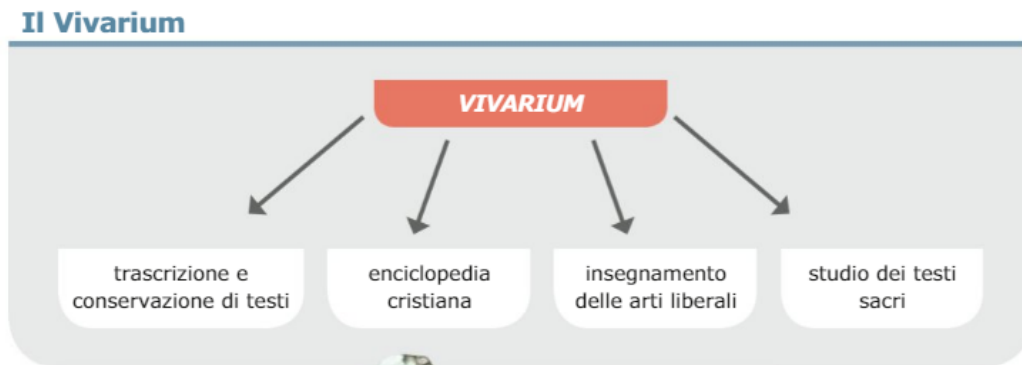 Il Vivarium
VIVARIUM
trascrizione e
conservazione di testi
enciclopedia
cristiana
insegnamento
delle arti liberali
studio dei testi
sacri